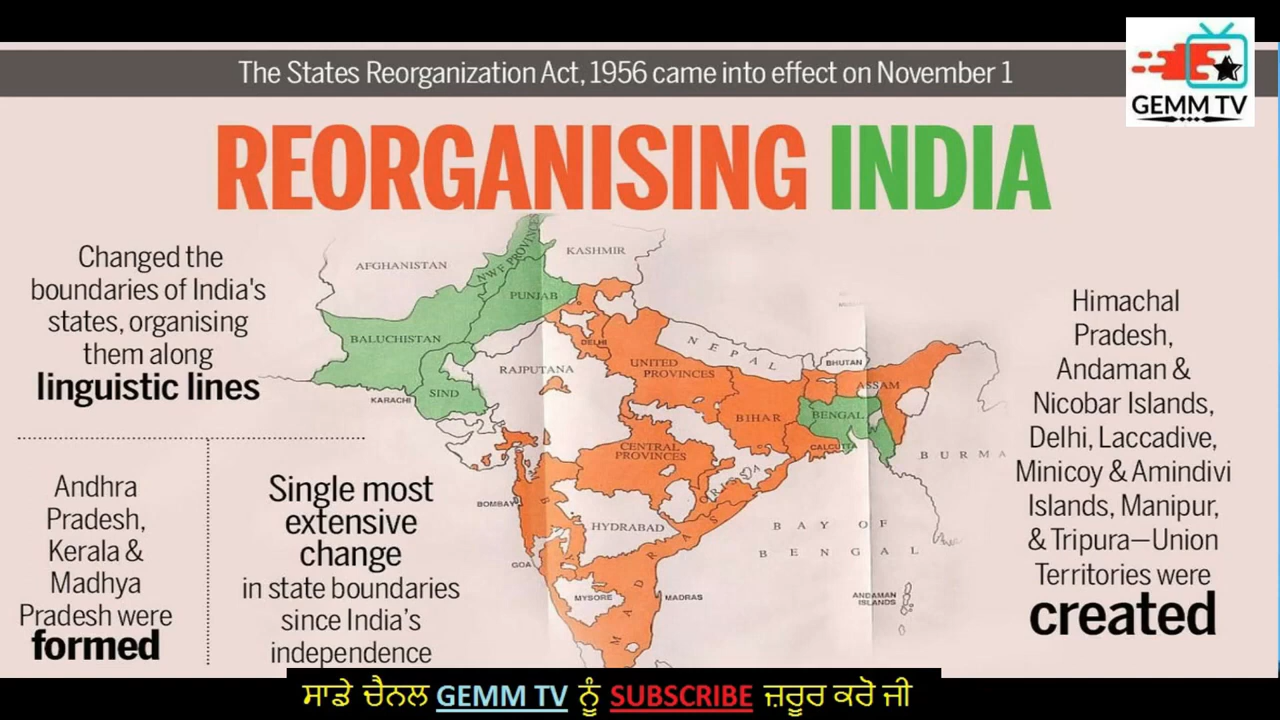 The States Reorganization Act, 1956 came into effect on November 1
GEMM TV
REORGANISING INDIA
Changed the
boundaries of India's
states, organising
them along
linguistic lines
Andhra
Pradesh,
Kerala &
Madhya
Pradesh were
formed
Single most
extensive
change
in state boundaries
since India's
independence
AFGHANISTAN
NWF PROVINCES
KASHMIR
PUNJAB
BALUCHISTAN
DELHI
RAJPUTANA
UNITED
PROVINCES
NEPAL
BHUTAN
ASSAM
KARACHI
SIND
BIHAR
BENGAL
CALCUTTA
CENTRAL
PROVINCES
BURMA
ORISSA
BOMBAY
HYDRABAD
BAY OF
BENGAL
GOA
MADRAS
MYSORE
MADRAS
ANDAMAN
ISLANDS
Himachal
Pradesh,
Andaman &
Nicobar Islands,
Delhi, Laccadive,
Minicoy & Amindivi
Islands, Manipur,
& Tripura—Union
Territories were
created
ਸਾਡੇ ਚੈਨਲ GEMM TV ਨੂੰ SUBSCRIBE ਜ਼ਰੂਰ ਕਰੋ ਜੀ